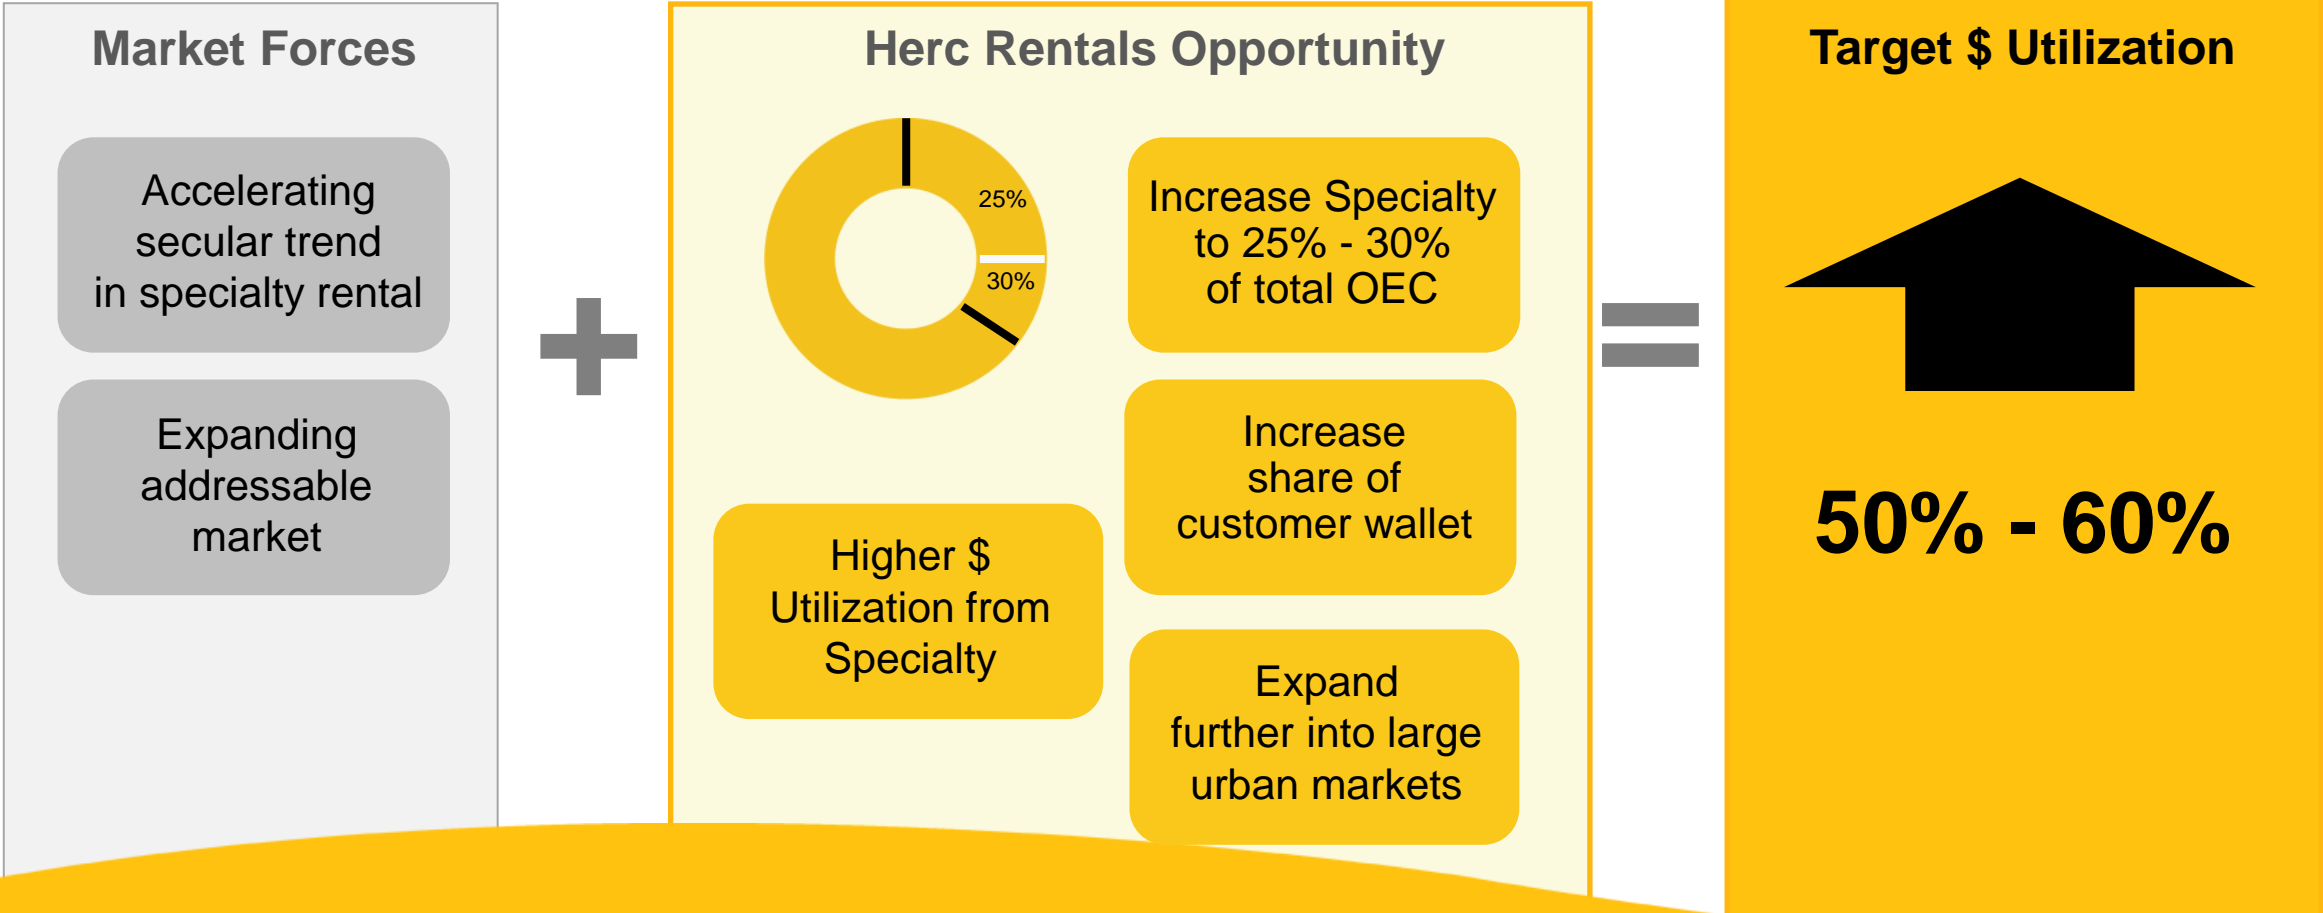 Market Forces
Accelerating
secular trend
in specialty rental
Expanding
addressable
market
Herc Rentals Opportunity
25%
30%
Increase Specialty
to 25% - 30%
of total OEC
Increase
share of
customer wallet
Higher $
Utilization from
Specialty
Expand
further into large
urban markets
Target $ Utilization
50% - 60%